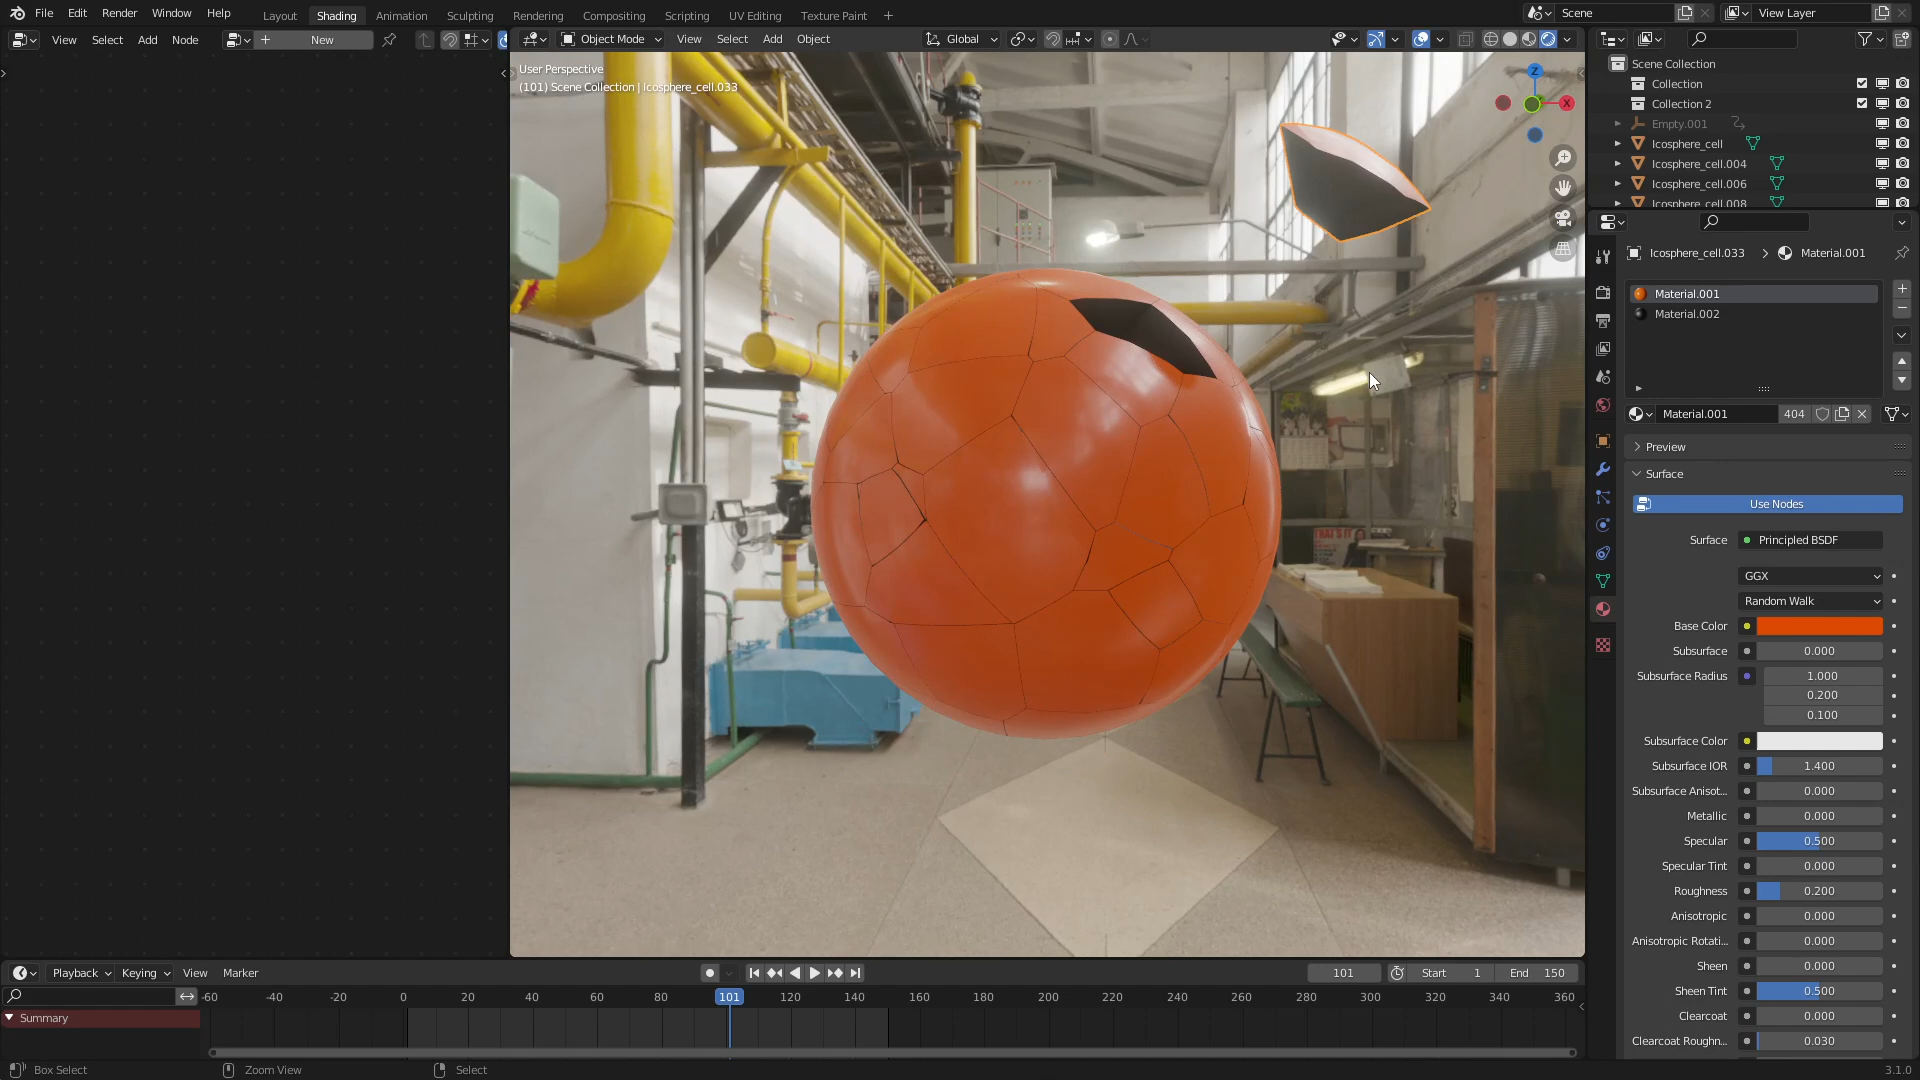 File Edit Render Window Help
Layout Shading Animation Sculpting Rendering Compositing Scripting UV Editing Texture Paint +
Scene
View Layer
View Select Add Node
New
Object Mode View Select Add Object
Global
User Perspective
(101) Scene Collection | Icosphere_cell.033
Z
X
THAT'S IT
Scene Collection
Collection
Collection 2
Empty.001
Icosphere_cell
Icosphere_cell.004
Icosphere_cell.006
Icosphere_cell.008
Icosphere_cell.033 > Material.001
Material.001
Material.002
Material.001 404
Preview
Surface
Use Nodes
Surface Principled BSDF
GGX
Random Walk
Base Color
Subsurface 0.000
Subsurface Radius 1.000
0.200
0.100
Subsurface Color
Subsurface IOR 1.400
Subsurface Anisot... 0.000
Metallic 0.000
Specular 0.500
Specular Tint 0.000
Roughness 0.200
Anisotropic 0.000
Anisotropic Rotati... 0.000
Sheen 0.000
Sheen Tint 0.500
Clearcoat 0.000
Clearcoat Roughn... 0.030
Playback Keying View Marker
101 Start 1 End 150
-60 -40 -20 0 20 40 60 80 101 120 140 160 180 200 220 240 260 280 300 320 340 360
Summary
Box Select Zoom View Select 3.1.0